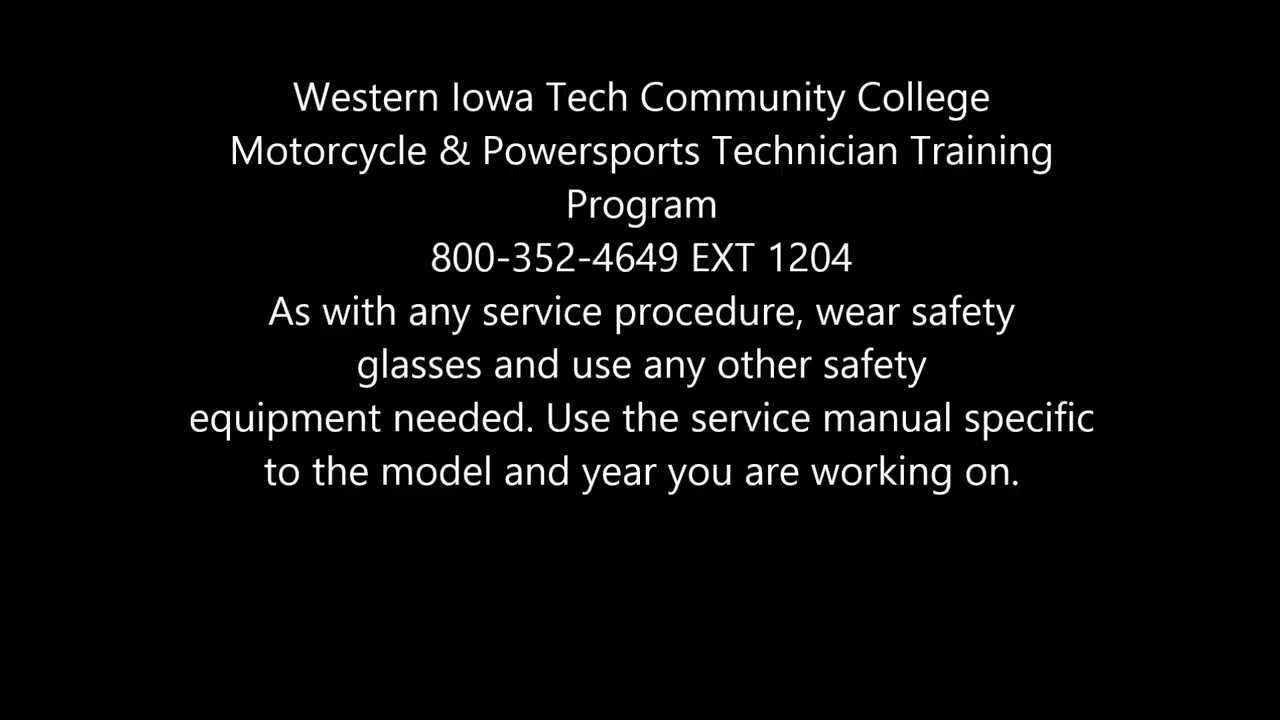 Western Iowa Tech Community College
Motorcycle & Powersports Technician Training
Program
800-352-4649 EXT 1204
As with any service procedure, wear safety
glasses and use any other safety
equipment needed. Use the service manual specific
to the model and year you are working on.